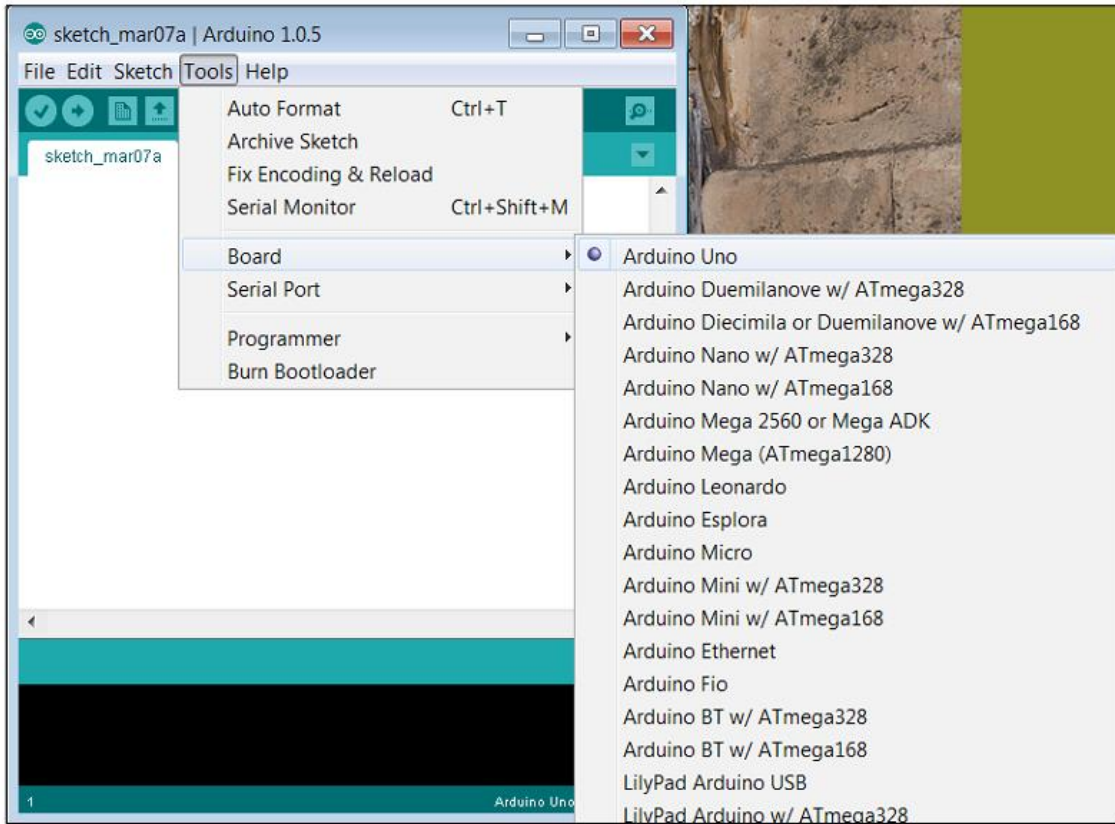 sketch_mar07a | Arduino 1.0.5
File Edit Sketch Tools Help
sketch_mar07a
Auto Format Ctrl+T
Archive Sketch
Fix Encoding & Reload
Serial Monitor Ctrl+Shift+M
Board
Serial Port
Programmer
Burn Bootloader
Arduino Uno
Arduino Duemilanove w/ ATmega328
Arduino Diecimila or Duemilanove w/ ATmega168
Arduino Nano w/ ATmega328
Arduino Nano w/ ATmega168
Arduino Mega 2560 or Mega ADK
Arduino Mega (ATmega1280)
Arduino Leonardo
Arduino Esplora
Arduino Micro
Arduino Mini w/ ATmega328
Arduino Mini w/ ATmega168
Arduino Ethernet
Arduino Fio
Arduino BT w/ ATmega328
Arduino BT w/ ATmega168
LilyPad Arduino USB
LilyPad Arduino w/ ATmega328
1 Arduino Uno